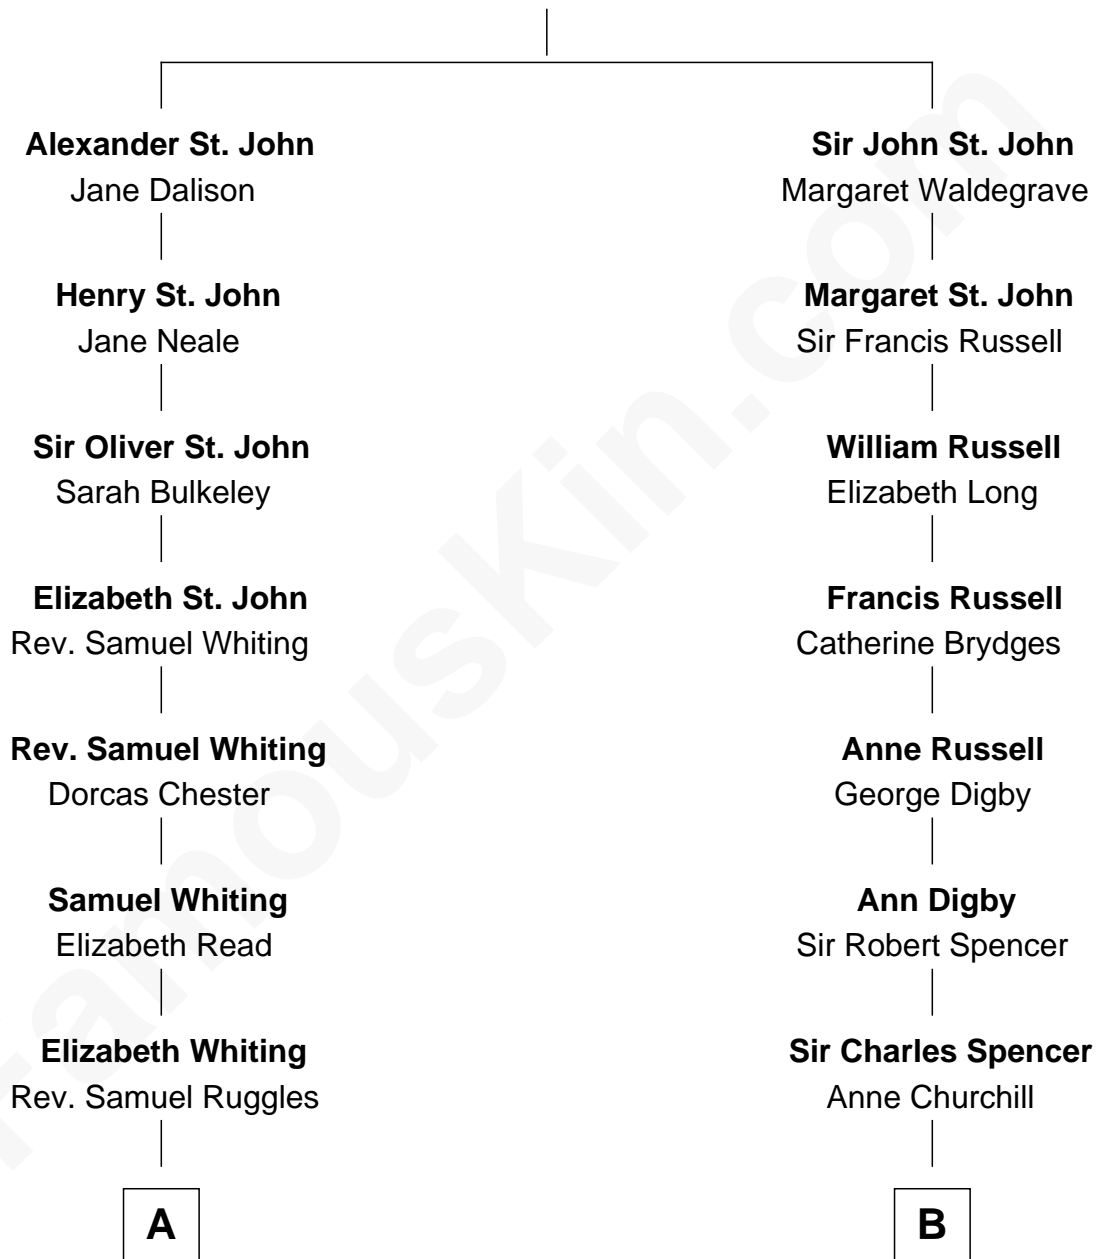 Alexander St. John
Jane Dalison
Henry St. John
Jane Neale
Sir Oliver St. John
Sarah Bulkeley
Elizabeth St. John
Rev. Samuel Whiting
Rev. Samuel Whiting
Dorcas Chester
Samuel Whiting
Elizabeth Read
Elizabeth Whiting
Rev. Samuel Ruggles
A
Sir John St. John
Margaret Waldegrave
Margaret St. John
Sir Francis Russell
William Russell
Elizabeth Long
Francis Russell
Catherine Brydges
Anne Russell
George Digby
Ann Digby
Sir Robert Spencer
Sir Charles Spencer
Anne Churchill
B
famouskin.com